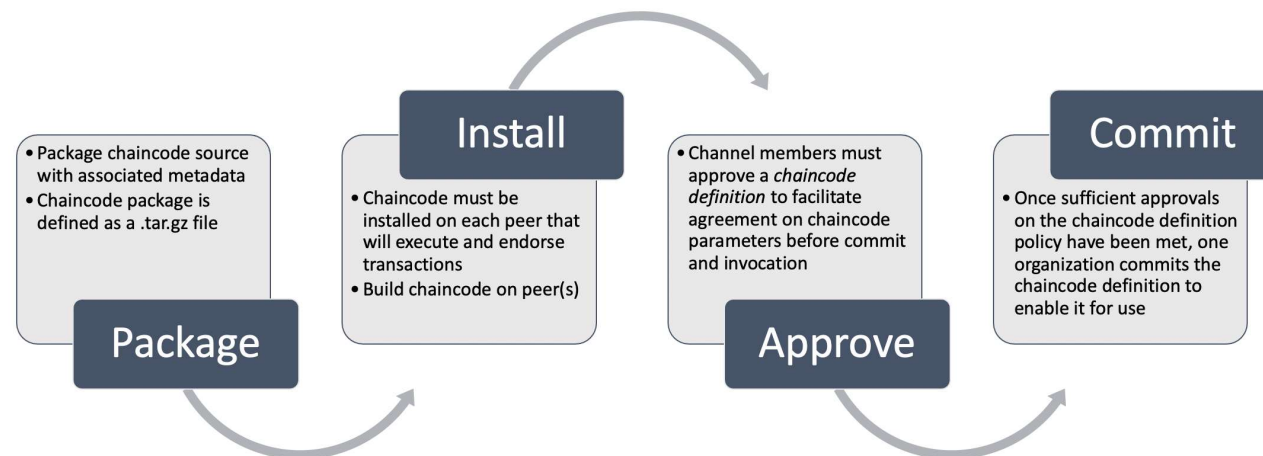 • Package chaincode source
with associated metadata
• Chaincode package is
defined as a .tar.gz file
Package
Install
• Chaincode must be
installed on each peer that
will execute and endorse
transactions
• Build chaincode on peer(s)
• Channel members must
approve a chaincode
definition to facilitate
agreement on chaincode
parameters before commit
and invocation
Approve
Commit
• Once sufficient approvals
on the chaincode definition
policy have been met, one
organization commits the
chaincode definition to
enable it for use